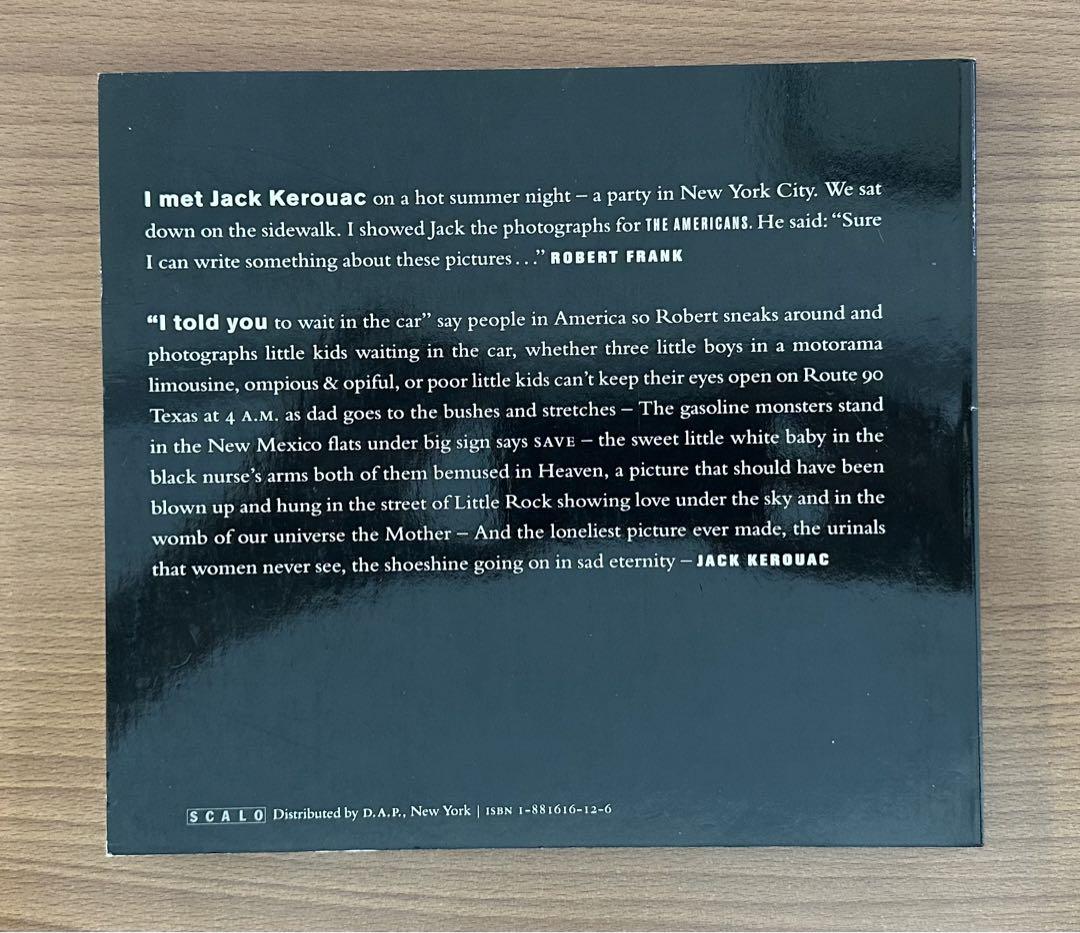 I met Jack Kerouac on a hot summer night – a party in New York City. We sat
down on the sidewalk. I showed Jack the photographs for THE AMERICANS. He said: “Sure
I can write something about these pictures...” ROBERT FRANK
“I told you to wait in the car” say people in America so Robert sneaks around and
photographs little kids waiting in the car, whether three little boys in a motorama
limousine, ompious & opiful, or poor little kids can’t keep their eyes open on Route 90
Texas at 4 A.M. as dad goes to the bushes and stretches – The gasoline monsters stand
in the New Mexico flats under big sign says SAVE – the sweet little white baby in the
black nurse’s arms both of them bemused in Heaven, a picture that should have been
blown up and hung in the street of Little Rock showing love under the sky and in the
womb of our universe the Mother – And the loneliest picture ever made, the urinals
that women never see, the shoeshine going on in sad eternity – JACK KEROUAC
SCALO Distributed by D.A.P., New York | ISBN 1-881616-12-6